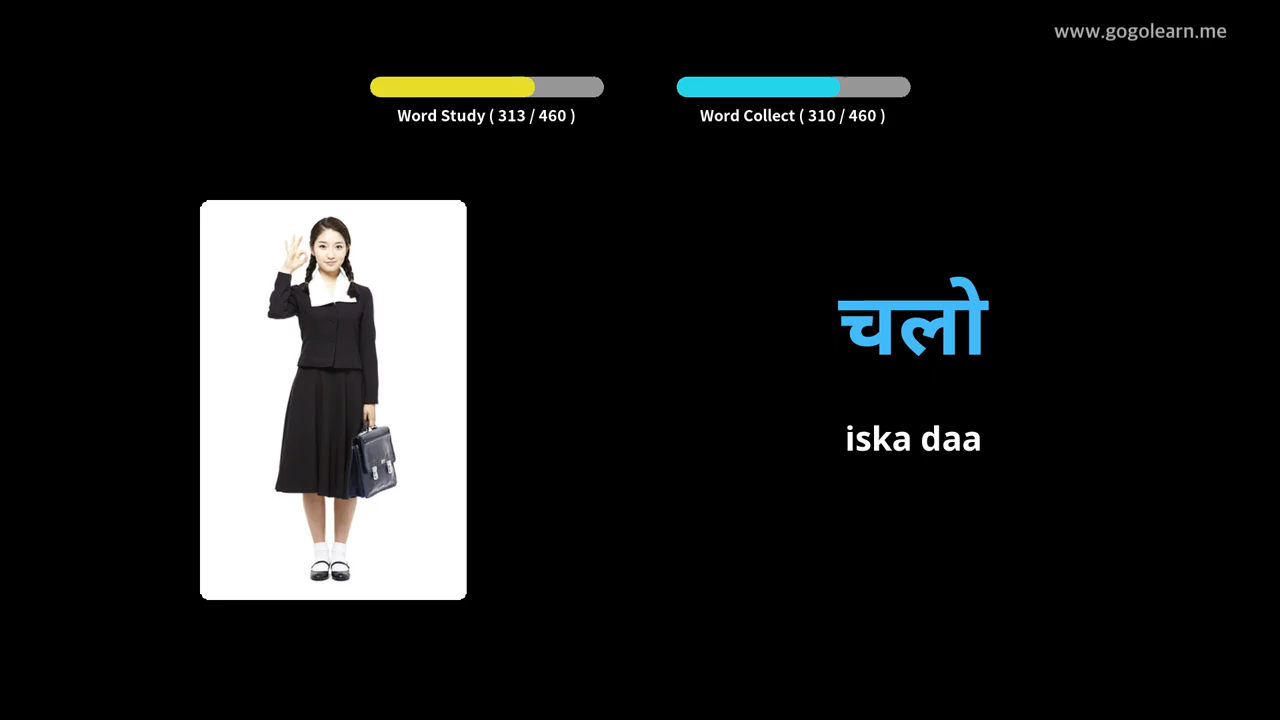 www.gogolearn.me
Word Study ( 313 / 460 )
Word Collect ( 310 / 460 )
चलो
iska daa